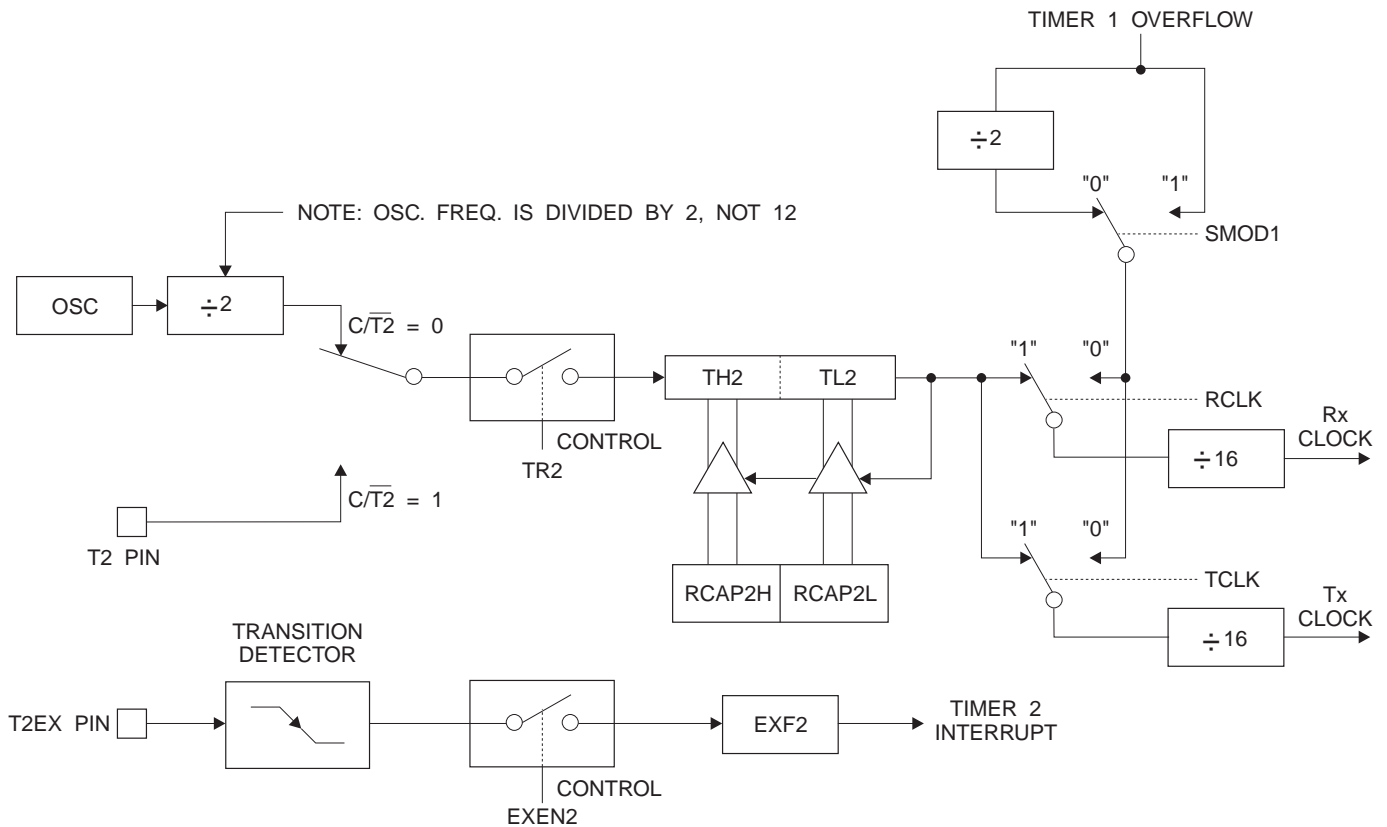 TIMER 1 OVERFLOW
÷2
"0" "1"
NOTE: OSC. FREQ. IS DIVIDED BY 2, NOT 12
SMOD1
OSC
÷2
C/T̅2̅ = 0
"1" "0"
TH2 TL2
RCLK
Rx
CLOCK
CONTROL
÷16
TR2
C/T̅2̅ = 1
"1" "0"
T2 PIN
RCAP2H RCAP2L
TCLK
Tx
CLOCK
÷16
TRANSITION
DETECTOR
T2EX PIN
EXF2
TIMER 2
INTERRUPT
CONTROL
EXEN2